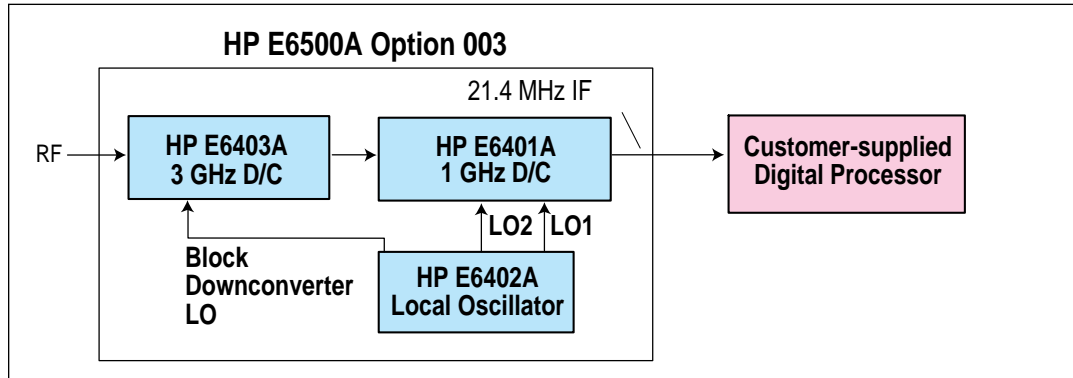 HP E6500A Option 003
21.4 MHz IF
RF
HP E6403A
3 GHz D/C
HP E6401A
1 GHz D/C
Customer-supplied
Digital Processor
LO2
LO1
Block
Downconverter
LO
HP E6402A
Local Oscillator